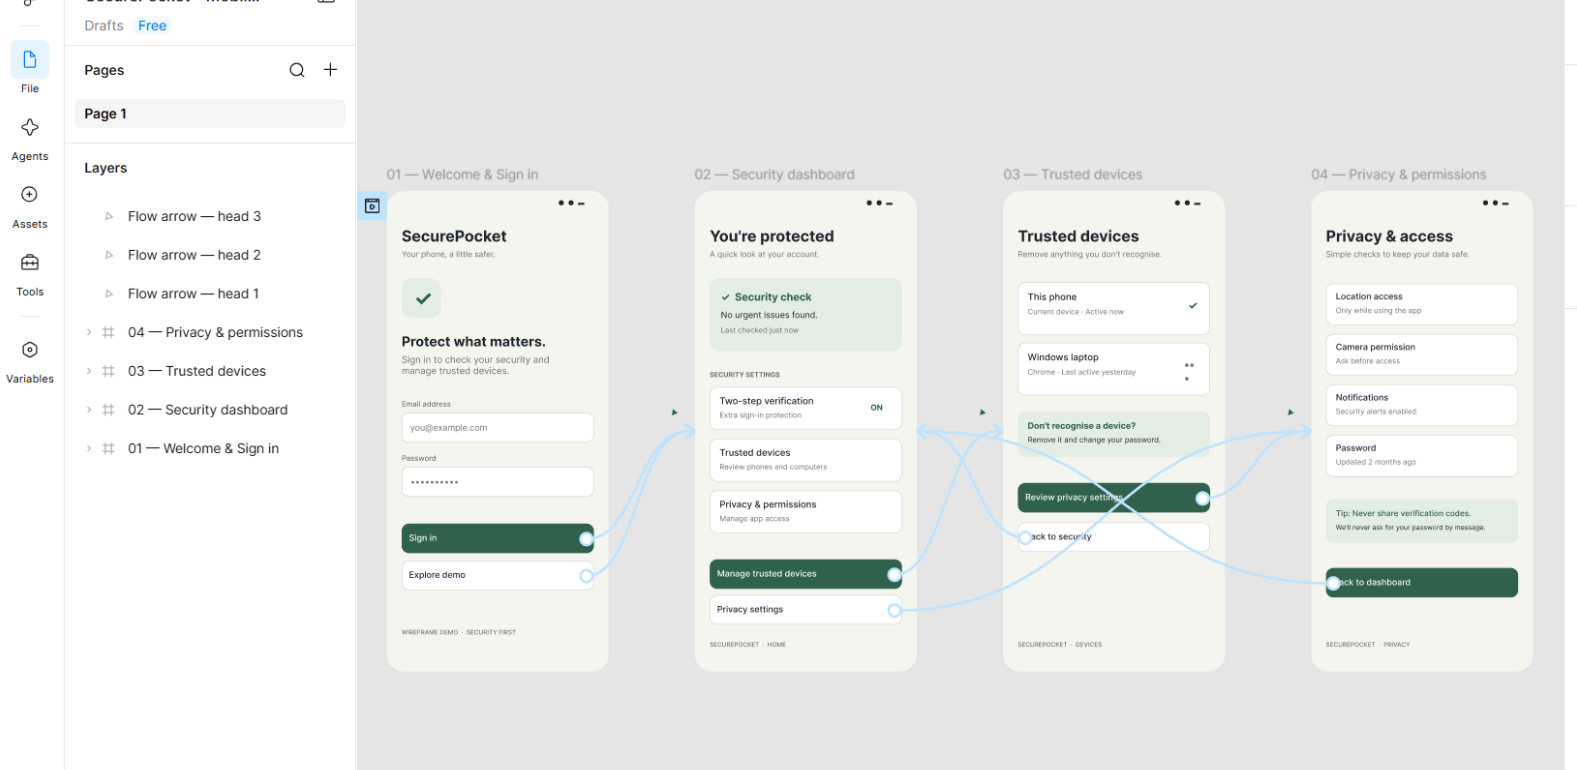 Drafts Free
File
Pages
Page 1
Agents
Layers
Assets
Flow arrow — head 3
Flow arrow — head 2
Tools
Flow arrow — head 1
04 — Privacy & permissions
03 — Trusted devices
Variables
02 — Security dashboard
01 — Welcome & Sign in
01 — Welcome & Sign in
SecurePocket
Your phone, a little safer.
Protect what matters.
Sign in to check your security and
manage trusted devices.
Email address
you@example.com
Password
••••••••••
Sign in
Explore demo
WIREFRAME DEMO · SECURITY FIRST
02 — Security dashboard
You're protected
A quick look at your account.
✓ Security check
No urgent issues found.
Last checked just now
SECURITY SETTINGS
Two-step verification
Extra sign-in protection
ON
Trusted devices
Review phones and computers
Privacy & permissions
Manage app access
Manage trusted devices
Privacy settings
SECUREPOCKET · HOME
03 — Trusted devices
Trusted devices
Remove anything you don't recognise.
This phone
Current device · Active now
Windows laptop
Chrome · Last active yesterday
Don't recognise a device?
Remove it and change your password.
Review privacy settings
ack to security
SECUREPOCKET · DEVICES
04 — Privacy & permissions
Privacy & access
Simple checks to keep your data safe.
Location access
Only while using the app
Camera permission
Ask before access
Notifications
Security alerts enabled
Password
Updated 2 months ago
Tip: Never share verification codes.
We'll never ask for your password by message.
ack to dashboard
SECUREPOCKET · PRIVACY